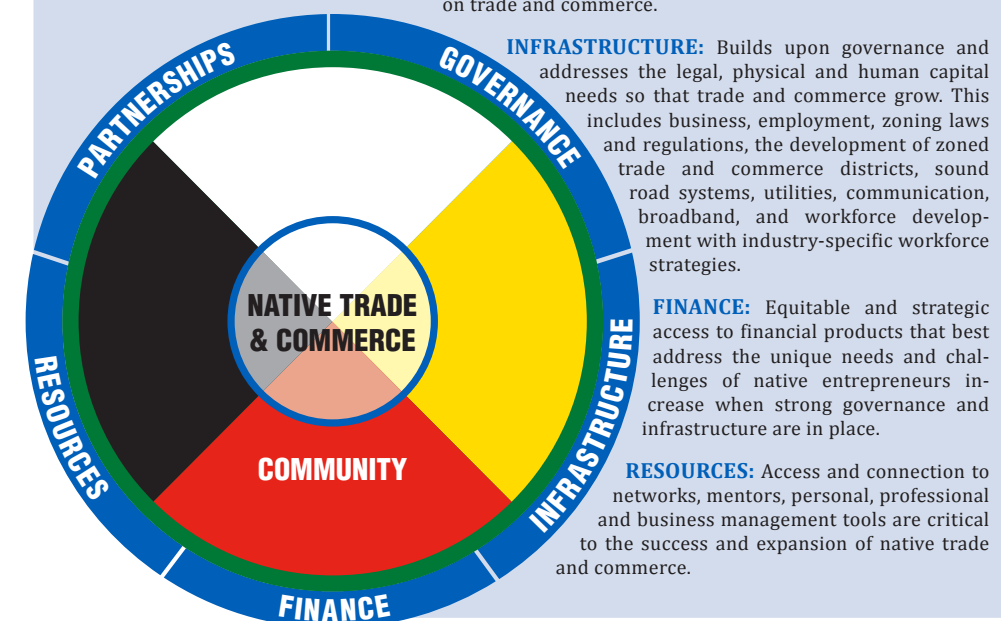 on trade and commerce.
INFRASTRUCTURE: Builds upon governance and
addresses the legal, physical and human capital
needs so that trade and commerce grow. This
includes business, employment, zoning laws
and regulations, the development of zoned
trade and commerce districts, sound
road systems, utilities, communication,
broadband, and workforce develop-
ment with industry-specific workforce
strategies.
FINANCE: Equitable and strategic
access to financial products that best
address the unique needs and chal-
lenges of native entrepreneurs in-
crease when strong governance and
infrastructure are in place.
RESOURCES: Access and connection to
networks, mentors, personal, professional
and business management tools are critical
to the success and expansion of native trade
and commerce.
PARTNERSHIPS
GOVERNANCE
INFRASTRUCTURE
FINANCE
RESOURCES
NATIVE TRADE
& COMMERCE
COMMUNITY